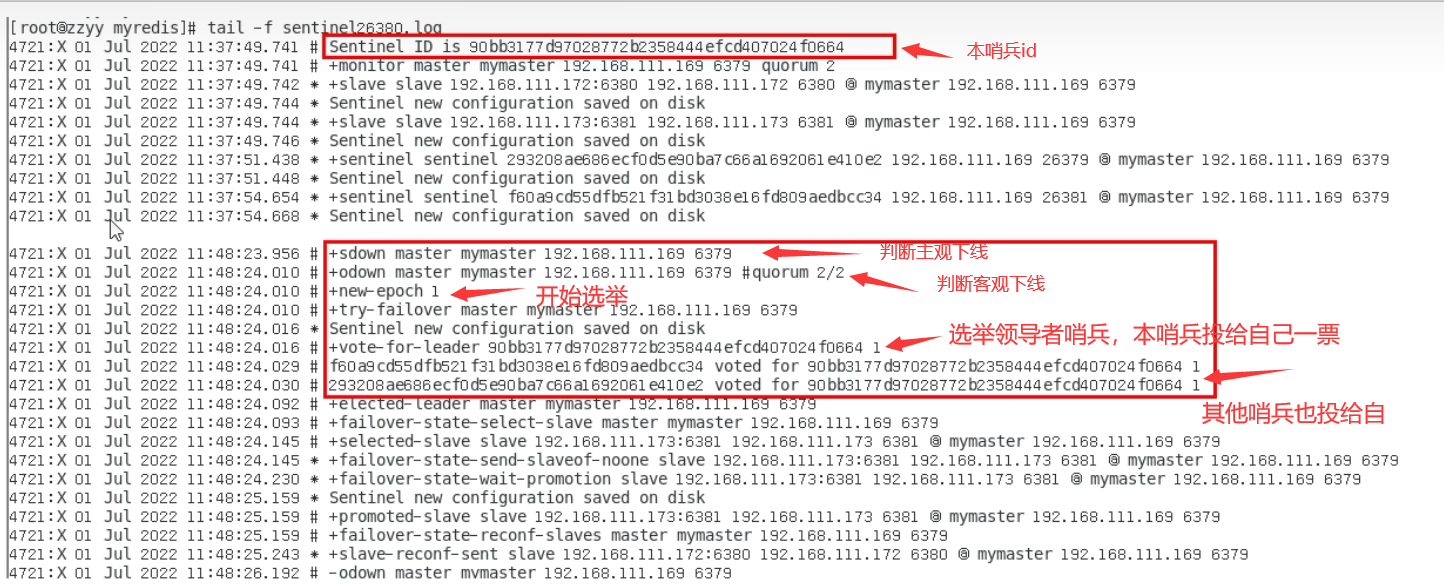 [root@zzyy myredis]# tail -f sentinel26380.log
4721:X 01 Jul 2022 11:37:49.741 # Sentinel ID is 90bb3177d97028772b2358444efcd407024f0664 本哨兵id
4721:X 01 Jul 2022 11:37:49.741 # +monitor master mymaster 192.168.111.169 6379 quorum 2
4721:X 01 Jul 2022 11:37:49.742 * +slave slave 192.168.111.172:6380 192.168.111.172 6380 @ mymaster 192.168.111.169 6379
4721:X 01 Jul 2022 11:37:49.744 * Sentinel new configuration saved on disk
4721:X 01 Jul 2022 11:37:49.744 * +slave slave 192.168.111.173:6381 192.168.111.173 6381 @ mymaster 192.168.111.169 6379
4721:X 01 Jul 2022 11:37:49.746 * Sentinel new configuration saved on disk
4721:X 01 Jul 2022 11:37:51.438 * +sentinel sentinel 293208ae686ecf0d5e90ba7c66a1692061e410e2 192.168.111.169 26379 @ mymaster 192.168.111.169 6379
4721:X 01 Jul 2022 11:37:51.448 * Sentinel new configuration saved on disk
4721:X 01 Jul 2022 11:37:54.654 * +sentinel sentinel f60a9cd55dfb521f31bd3038e16fd809aedbcc34 192.168.111.169 26381 @ mymaster 192.168.111.169 6379
4721:X 01 Jul 2022 11:37:54.668 * Sentinel new configuration saved on disk
4721:X 01 Jul 2022 11:48:23.956 # +sdown master mymaster 192.168.111.169 6379 判断主观下线
4721:X 01 Jul 2022 11:48:24.010 # +odown master mymaster 192.168.111.169 6379 #quorum 2/2 判断客观下线
4721:X 01 Jul 2022 11:48:24.010 # +new-epoch 1 开始选举
4721:X 01 Jul 2022 11:48:24.010 # +try-failover master mymaster 192.168.111.169 6379
4721:X 01 Jul 2022 11:48:24.016 * Sentinel new configuration saved on disk
4721:X 01 Jul 2022 11:48:24.016 # +vote-for-leader 90bb3177d97028772b2358444efcd407024f0664 1 选举领导者哨兵，本哨兵投给自己一票
4721:X 01 Jul 2022 11:48:24.029 # f60a9cd55dfb521f31bd3038e16fd809aedbcc34 voted for 90bb3177d97028772b2358444efcd407024f0664 1
4721:X 01 Jul 2022 11:48:24.030 # 293208ae686ecf0d5e90ba7c66a1692061e410e2 voted for 90bb3177d97028772b2358444efcd407024f0664 1
其他哨兵也投给自
4721:X 01 Jul 2022 11:48:24.092 # +elected-leader master mymaster 192.168.111.169 6379
4721:X 01 Jul 2022 11:48:24.093 # +failover-state-select-slave master mymaster 192.168.111.169 6379
4721:X 01 Jul 2022 11:48:24.145 # +selected-slave slave 192.168.111.173:6381 192.168.111.173 6381 @ mymaster 192.168.111.169 6379
4721:X 01 Jul 2022 11:48:24.145 * +failover-state-send-slaveof-noone slave 192.168.111.173:6381 192.168.111.173 6381 @ mymaster 192.168.111.169 6379
4721:X 01 Jul 2022 11:48:24.230 * +failover-state-wait-promotion slave 192.168.111.173:6381 192.168.111.173 6381 @ mymaster 192.168.111.169 6379
4721:X 01 Jul 2022 11:48:25.159 * Sentinel new configuration saved on disk
4721:X 01 Jul 2022 11:48:25.159 # +promoted-slave slave 192.168.111.173:6381 192.168.111.173 6381 @ mymaster 192.168.111.169 6379
4721:X 01 Jul 2022 11:48:25.159 # +failover-state-reconf-slaves master mymaster 192.168.111.169 6379
4721:X 01 Jul 2022 11:48:25.243 * +slave-reconf-sent slave 192.168.111.172:6380 192.168.111.172 6380 @ mymaster 192.168.111.169 6379
4721:X 01 Jul 2022 11:48:26.192 # -odown master mymaster 192.168.111.169 6379